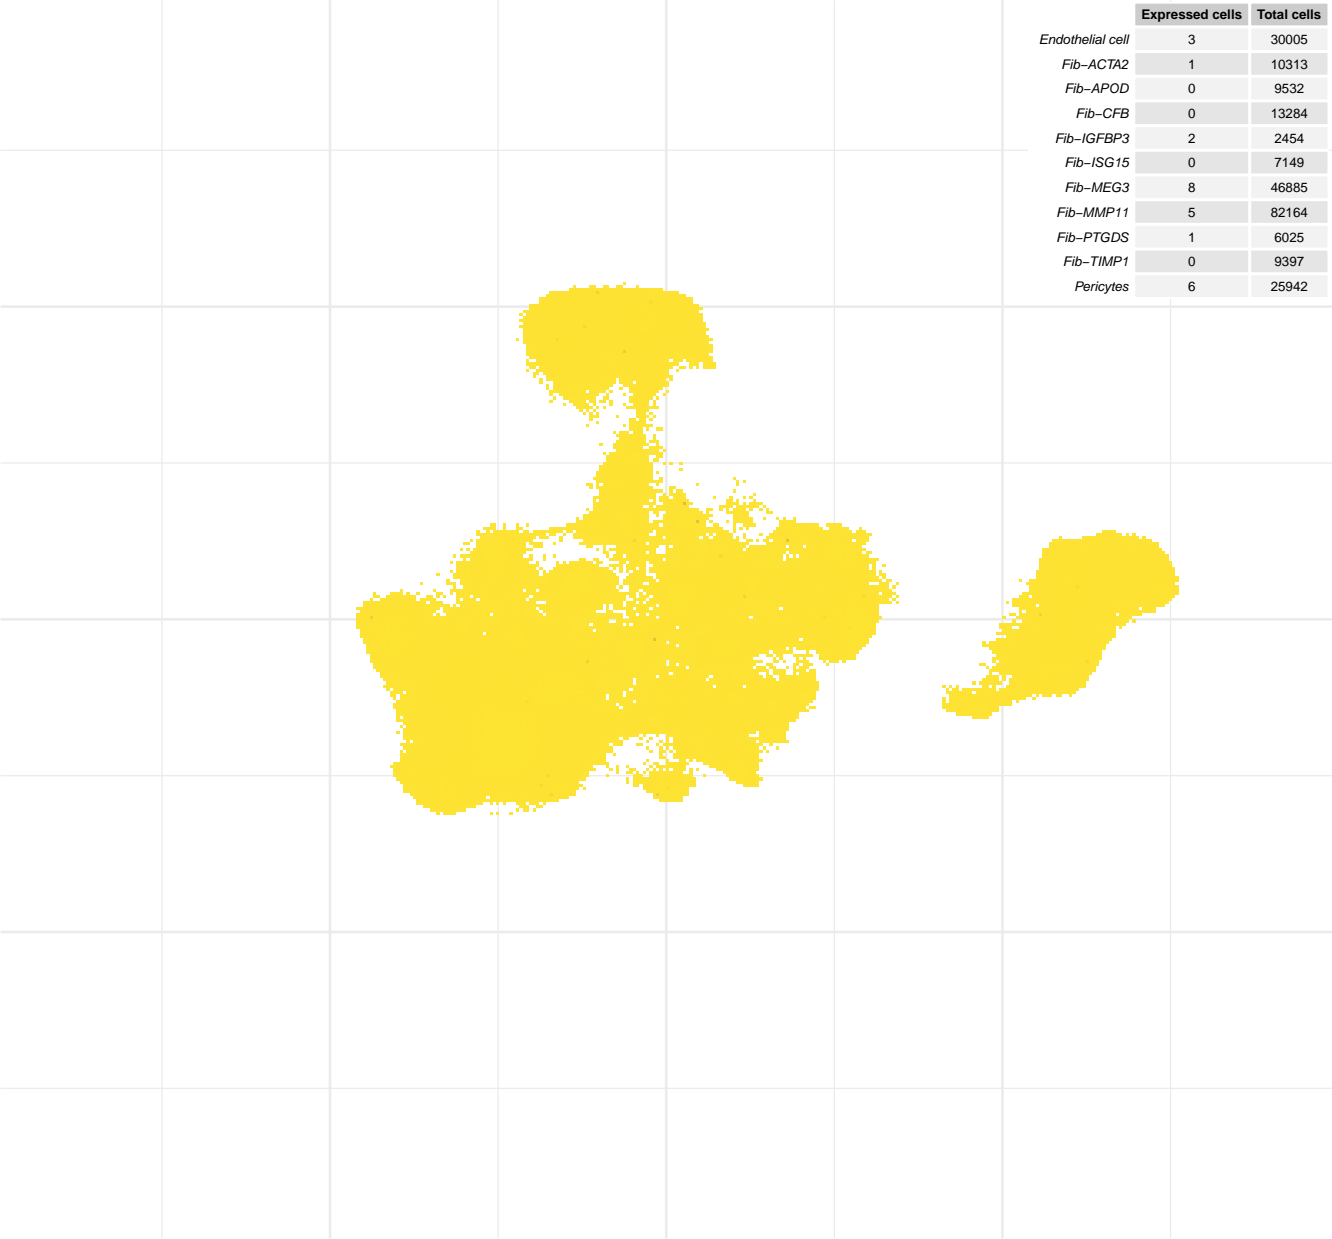 Expressed cells Total cells
Endothelial cell 3 30005
Fib−ACTA2 1 10313
Fib−APOD 0 9532
Fib−CFB 0 13284
Fib−IGFBP3 2 2454
Fib−ISG15 0 7149
Fib−MEG3 8 46885
Fib−MMP11 5 82164
Fib−PTGDS 1 6025
Fib−TIMP1 0 9397
Pericytes 6 25942